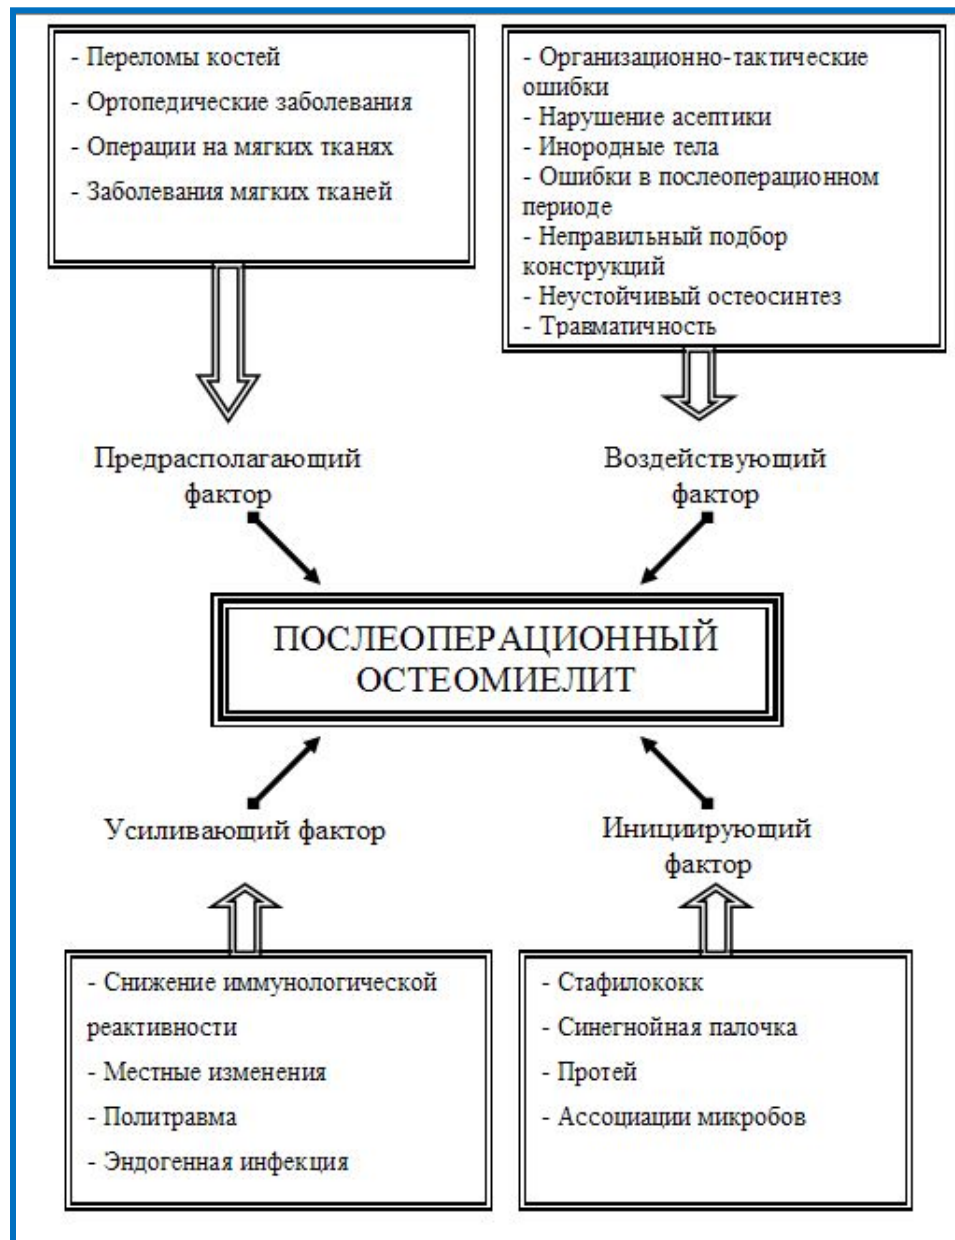 - Переломы костей
- Ортопедические заболевания
- Операции на мягких тканях
- Заболевания мягких тканей
- Организационно-тактические
ошибки
- Нарушение асептики
- Инородные тела
- Ошибки в послеоперационном
периоде
- Неправильный подбор
конструкций
- Неустойчивый остеосинтез
- Травматичность
Предрасполагающий
фактор
Воздействующий
фактор
ПОСЛЕОПЕРАЦИОННЫЙ
ОСТЕОМИЕЛИТ
Усиливающий фактор
Инициирующий
фактор
- Снижение иммунологической
реактивности
- Местные изменения
- Политравма
- Эндогенная инфекция
- Стафилококк
- Синегнойная палочка
- Протей
- Ассоциации микробов